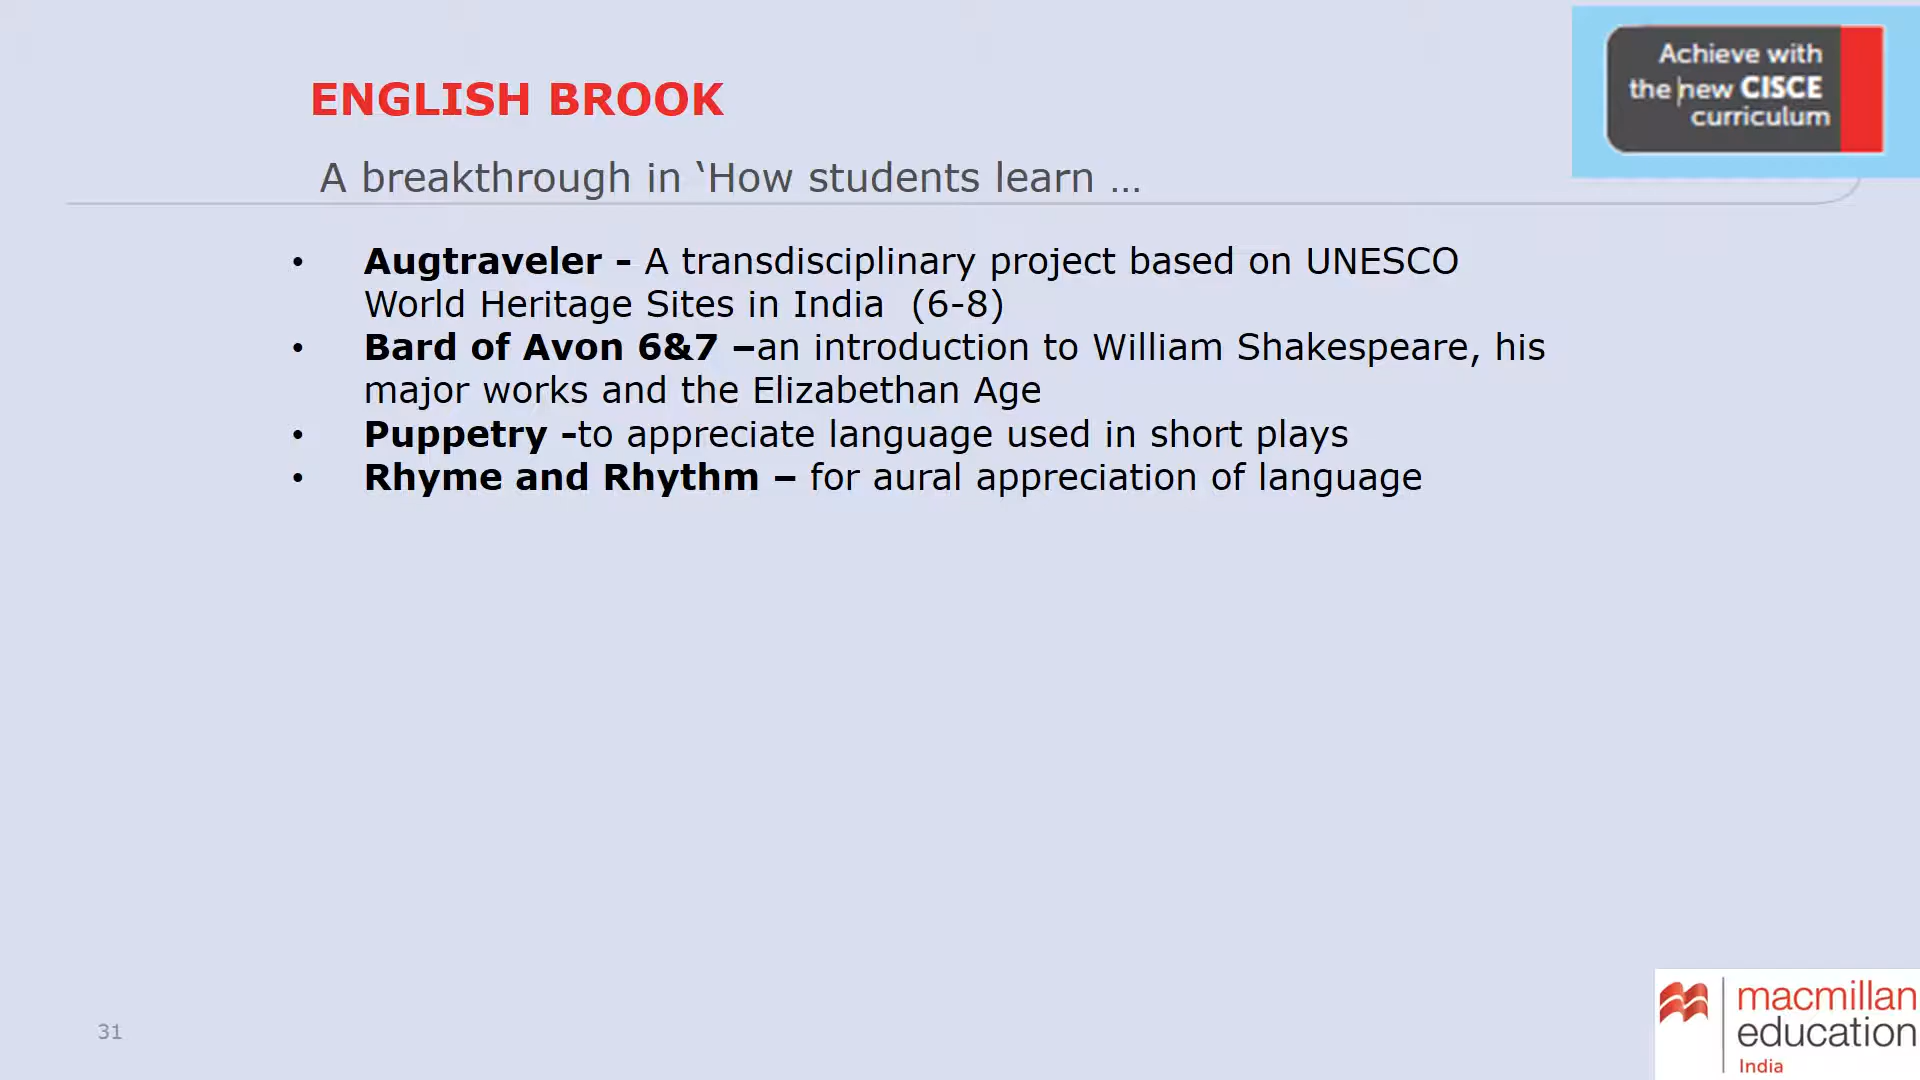 Achieve with
the new CISCE
curriculum
ENGLISH BROOK
A breakthrough in ‘How students learn …
• Augtraveler - A transdisciplinary project based on UNESCO
World Heritage Sites in India (6-8)
• Bard of Avon 6&7 –an introduction to William Shakespeare, his
major works and the Elizabethan Age
• Puppetry -to appreciate language used in short plays
• Rhyme and Rhythm – for aural appreciation of language
31
macmillan
education
India